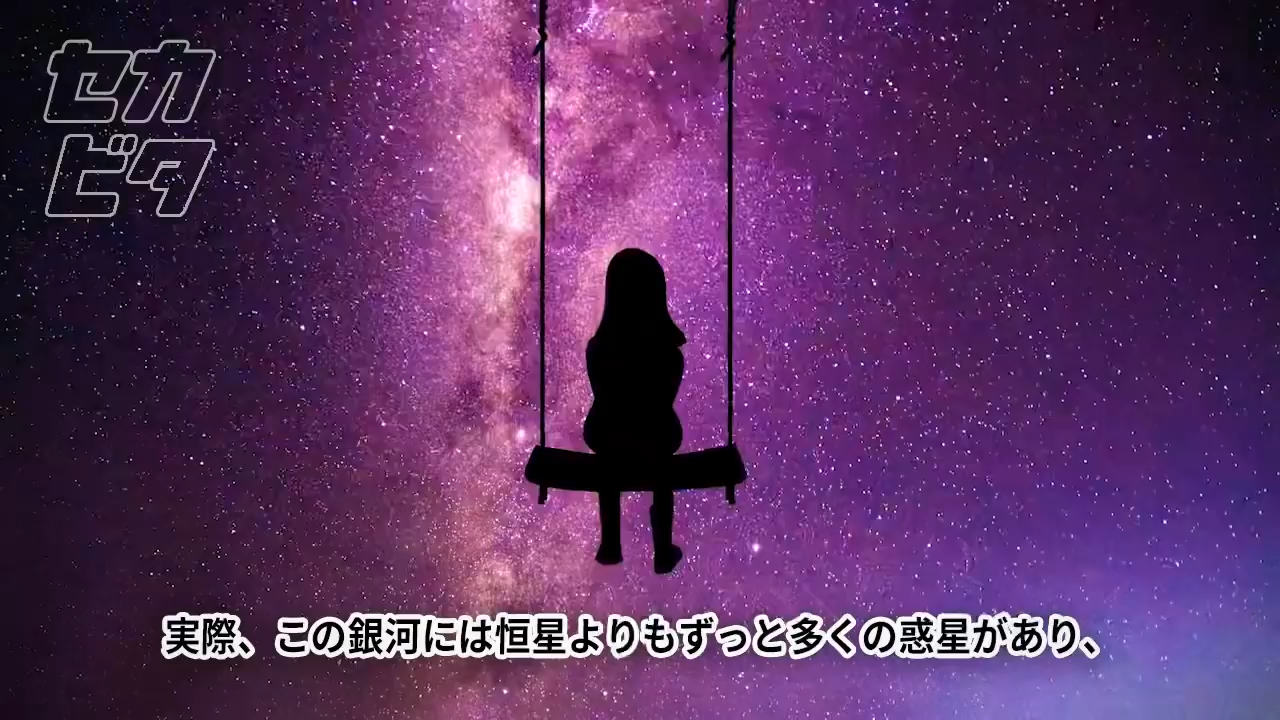 セカ
ビタ
実際、この銀河には恒星よりもずっと多くの惑星があり、